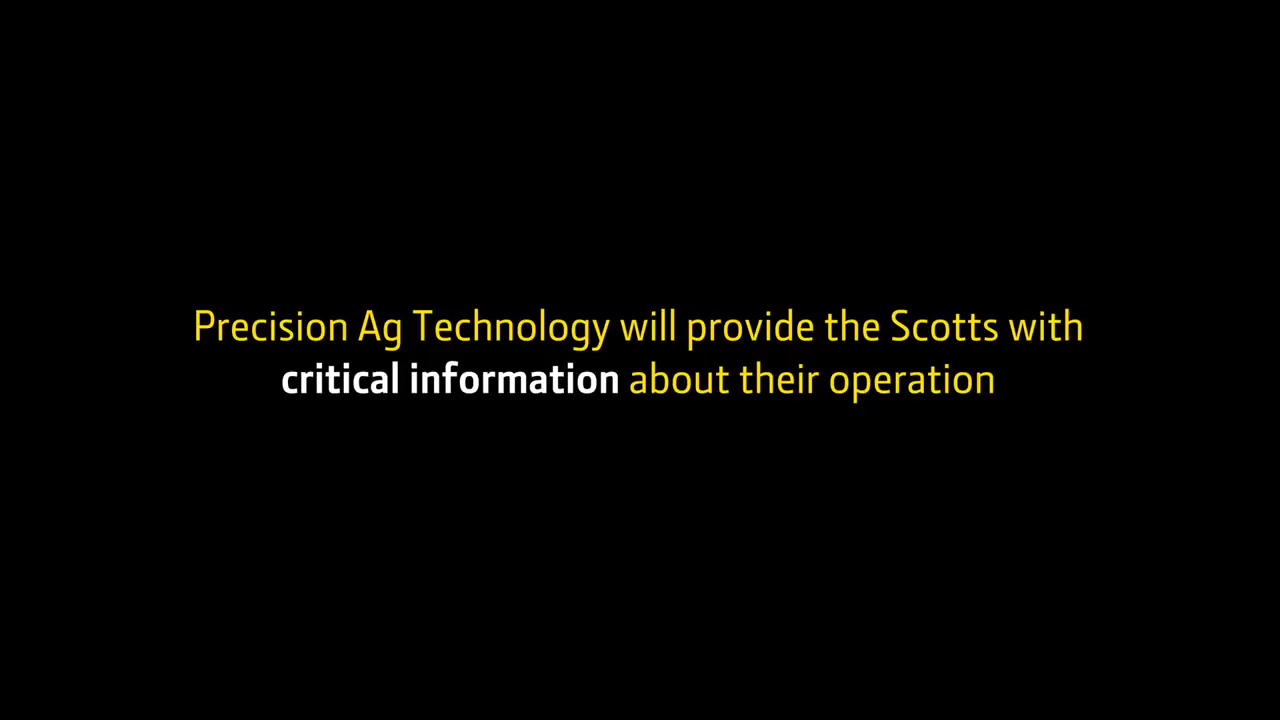 Precision Ag Technology will provide the Scotts with
critical information about their operation